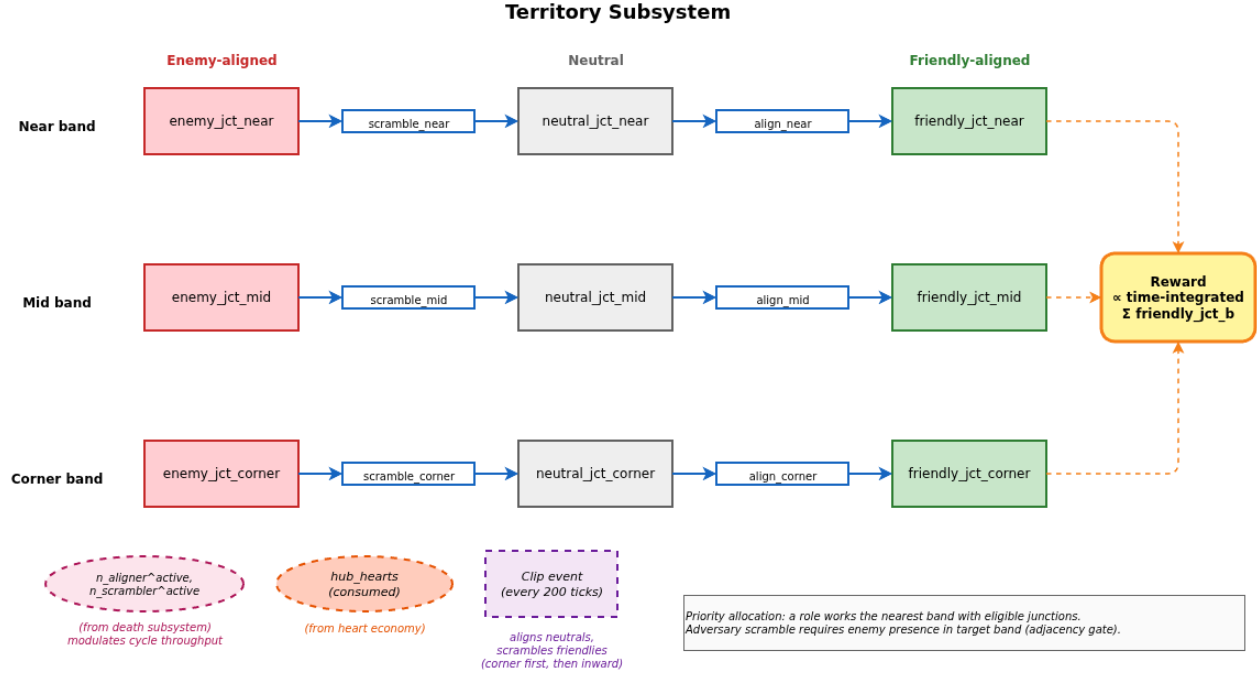 Territory Subsystem
Enemy-aligned
Neutral
Friendly-aligned
Near band
enemy_jct_near
scramble_near
neutral_jct_near
align_near
friendly_jct_near
Mid band
enemy_jct_mid
scramble_mid
neutral_jct_mid
align_mid
friendly_jct_mid
Reward
∝ time-integrated
Σ friendly_jct_b
Corner band
enemy_jct_corner
scramble_corner
neutral_jct_corner
align_corner
friendly_jct_corner
n_aligner^active,
n_scrambler^active
(from death subsystem)
modulates cycle throughput
hub_hearts
(consumed)
(from heart economy)
Clip event
(every 200 ticks)
aligns neutrals,
scrambles friendlies
(corner first, then inward)
Priority allocation: a role works the nearest band with eligible junctions.
Adversary scramble requires enemy presence in target band (adjacency gate).